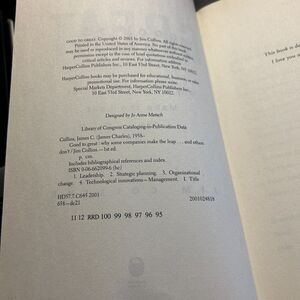 GOOD TO GREAT. Copyright © 2001 by Jim Collins. All rights reserved.
Printed in the United States of America. No part of this book may be
used or reproduced in any manner whatsoever without written
permission except in the case of brief quotations embodied in
critical articles and reviews. For information address
HarperCollins Publishers Inc., 10 East 53rd Street, New York, NY
10022.
HarperCollins books may be purchased for educational, business, or sales
promotional use. For information please write:
Special Markets Department, HarperCollins Publishers Inc.,
10 East 53rd Street, New York, NY 10022.
Designed by Jo Anne Metsch
Library of Congress Cataloging-in-Publication Data
Collins, James C. (James Charles), 1958–
Good to great : why some companies make the leap . . . and others
don't / Jim Collins.—1st ed.
p. cm.
Includes bibliographical references and index.
ISBN 0-06-662099-6 (hc)
1. Leadership. 2. Strategic planning. 3. Organizational
change. 4. Technological innovations—Management. I. Title
HD57.7.C645 2001
658—dc21
2001024818
11 12 RRD 100 99 98 97 96 95
This book is de
I love you